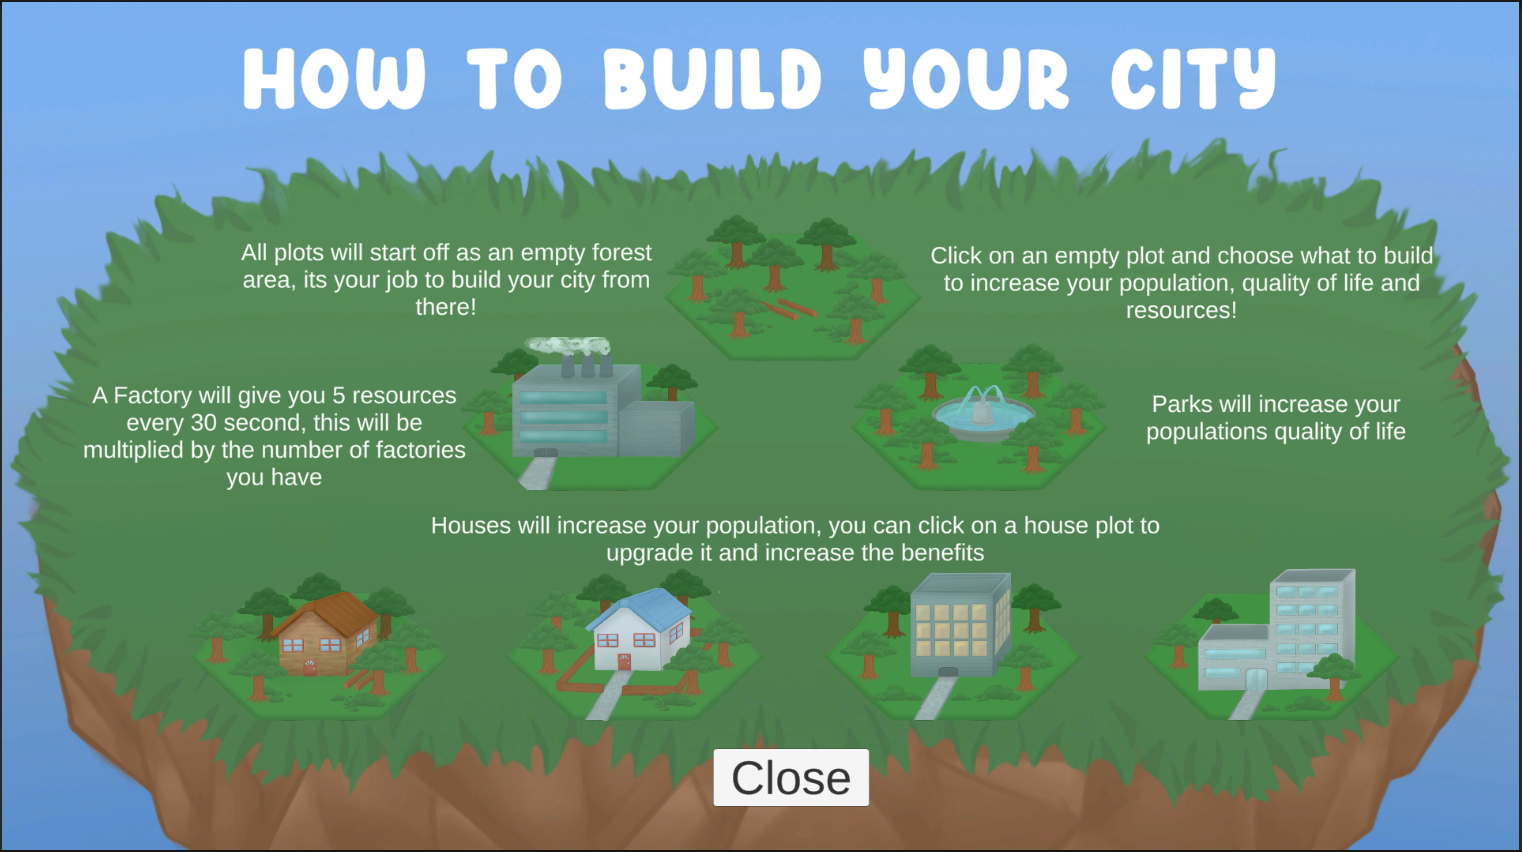 HOW TO BUILD YOUR CITY
All plots will start off as an empty forest
area, its your job to build your city from
there!
Click on an empty plot and choose what to build
to increase your population, quality of life and
resources!
A Factory will give you 5 resources
every 30 second, this will be
multiplied by the number of factories
you have
Parks will increase your
populations quality of life
Houses will increase your population, you can click on a house plot to
upgrade it and increase the benefits
Close